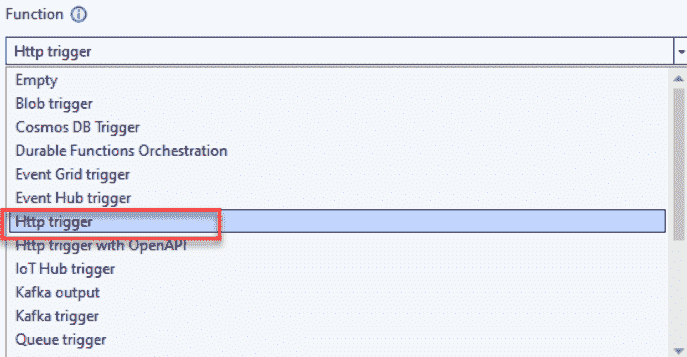 Function
Http trigger
Empty
Blob trigger
Cosmos DB Trigger
Durable Functions Orchestration
Event Grid trigger
Event Hub trigger
Http trigger
Http trigger with OpenAPI
IoT Hub trigger
Kafka output
Kafka trigger
Queue trigger